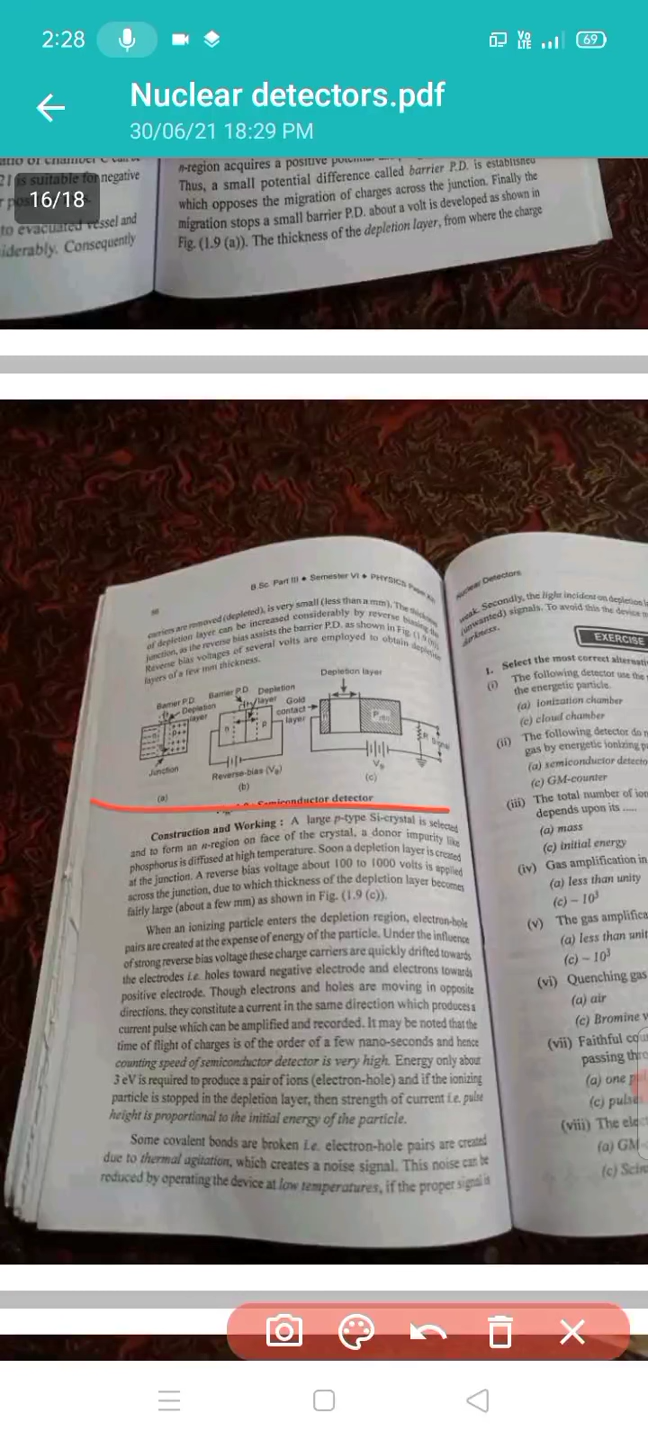 2:28
Vo
LTE
69
Nuclear detectors.pdf
30/06/21 18:29 PM
16/18
21 is suitable for negative
to evacuated vessel and
iderably. Consequently
n-region acquires a positive
Thus, a small potential difference called barrier P.D. is established
which opposes the migration of charges across the junction. Finally the
migration stops a small barrier P.D. about a volt is developed as shown in
Fig. (1.9 (a)). The thickness of the depletion layer, from where the charge
B.Sc. Part III • Semester VI • PHYSICS
carriers are removed (depleted), is very small (less than a mm). The
of depletion layer can be increased considerably by reverse
junction, as the reverse bias assists the barrier P.D. as shown in Fig.
Reverse bias voltages of several volts are employed to obtain depletion
layers of a few mm thickness.
Barrier P.D.
Depletion
layer
Junction
(a)
Barrier P.D.
Depletion
layer
n
p
Reverse-bias (V
(b)
Depletion layer
Gold
contact
layer
(c)
Semiconductor detector
Construction and Working : A large p-type Si-crystal is selected
and to form an n-region on face of the crystal, a donor impurity like
phosphorus is diffused at high temperature. Soon a depletion layer is created
at the junction. A reverse bias voltage about 100 to 1000 volts is applied
across the junction, due to which thickness of the depletion layer becomes
fairly large (about a few mm) as shown in Fig. (1.9 (c)).
When an ionizing particle enters the depletion region, electron-hole
pairs are created at the expense of energy of the particle. Under the influence
of strong reverse bias voltage these charge carriers are quickly drifted towards
the electrodes i.e. holes toward negative electrode and electrons towards
positive electrode. Though electrons and holes are moving in opposite
directions, they constitute a current in the same direction which produces a
current pulse which can be amplified and recorded. It may be noted that the
time of flight of charges is of the order of a few nano-seconds and hence
counting speed of semiconductor detector is very high. Energy only about
3 eV is required to produce a pair of ions (electron-hole) and if the ionizing
particle is stopped in the depletion layer, then strength of current i.e. pulse
height is proportional to the initial energy of the particle.
Some covalent bonds are broken i.e. electron-hole pairs are created
due to thermal agitation, which creates a noise signal. This noise can be
reduced by operating the device at low temperatures, if the proper signal is
Nuclear Detectors
weak. Secondly, the light incident on depletion
(unwanted) signals. To avoid this the device
darkness.
EXERCISE
1. Select the most correct
(i) The following detector use the
the energetic particle.
(a) Ionization chamber
(c) cloud chamber
(ii) The following detector do
gas by energetic ionizing
(a) semiconductor
(c) GM-counter
(iii) The total number of ion
depends upon its .....
(a) mass
(c) initial energy
(iv) Gas amplification in
(a) less than unity
(c) ~ 10³
(v) The gas
(a) less than
(c) ~ 10³
(vi) Quenching gas
(a) air
(c) Bromine
(vii) Faithful
passing
(a) one
(c) pulse
(viii) The
(a) GM
(c)